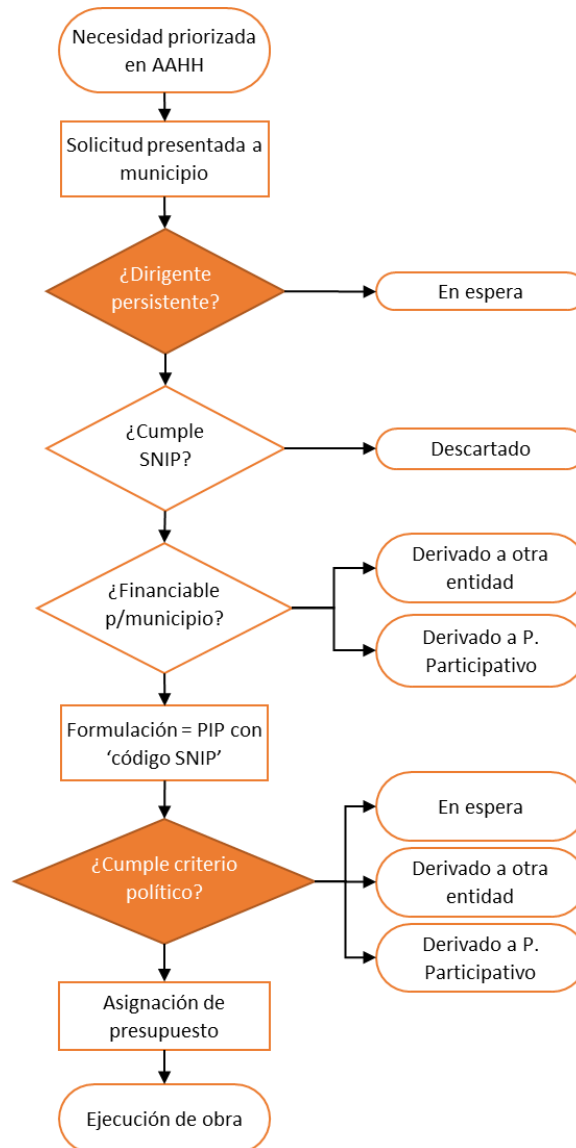 Necesidad priorizada
en AAHH
Solicitud presentada a
municipio
¿Dirigente
persistente?
En espera
¿Cumple
SNIP?
Descartado
¿Financiable
p/municipio?
Derivado a otra
entidad
Derivado a P.
Participativo
Formulación = PIP con
‘código SNIP’
¿Cumple criterio
político?
En espera
Derivado a otra
entidad
Derivado a P.
Participativo
Asignación de
presupuesto
Ejecución de obra